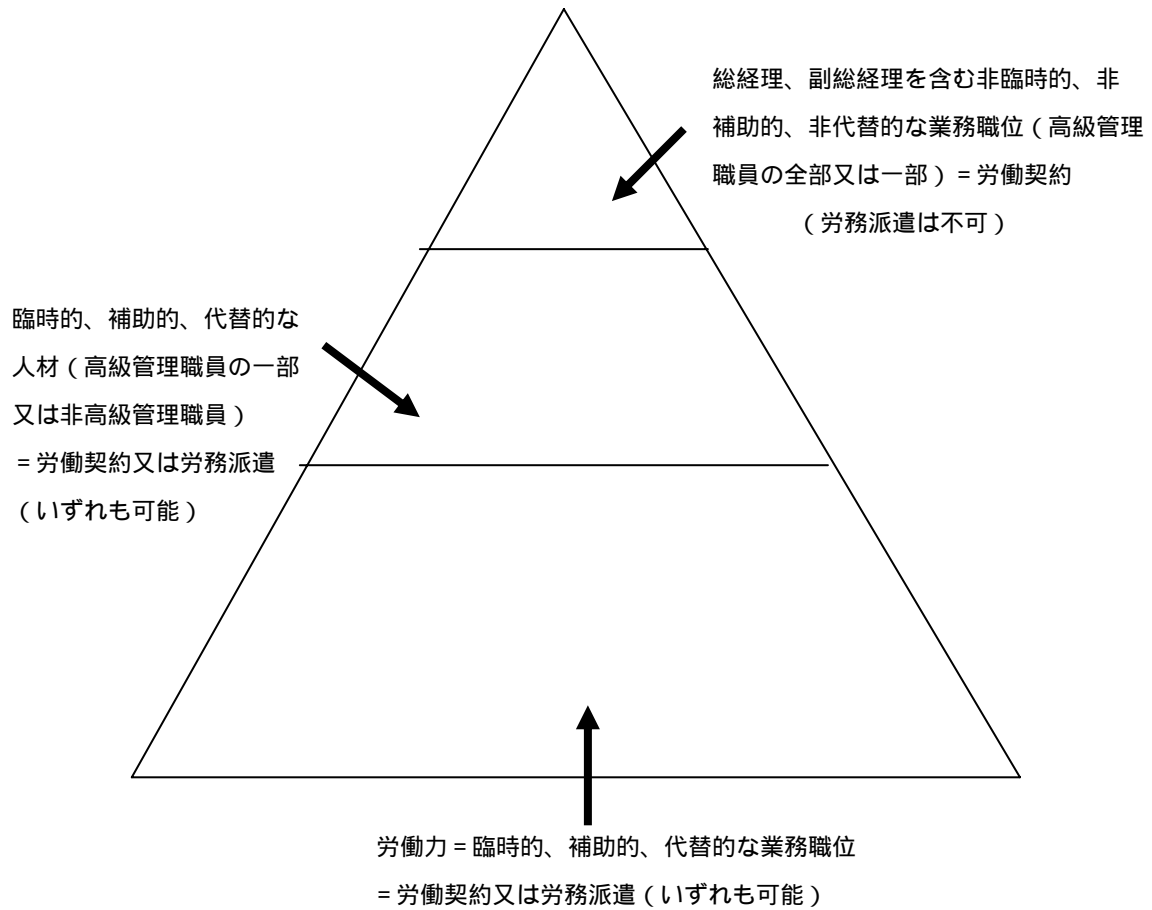 総経理、副総経理を含む非臨時的、非
補助的、非代替的な業務職位（高級管理
職員の全部又は一部）＝労働契約
（労務派遣は不可）
臨時的、補助的、代替的な
人材（高級管理職員の一部
又は非高級管理職員）
＝労働契約又は労務派遣
（いずれも可能）
労働力＝臨時的、補助的、代替的な業務職位
＝労働契約又は労務派遣（いずれも可能）